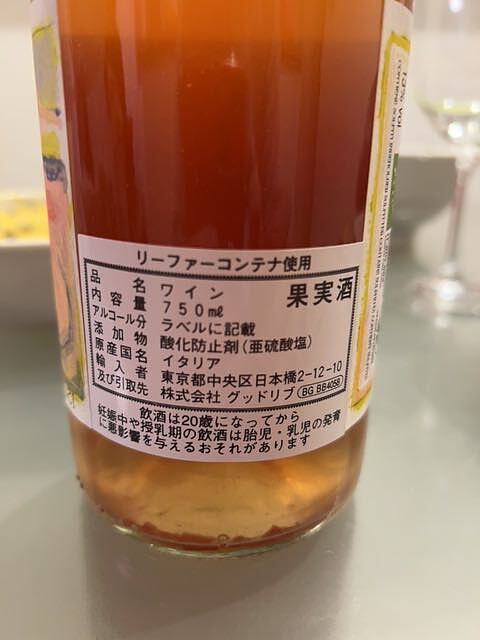 リーファーコンテナ使用
品名 ワイン 果実酒
内容量 750㎖
アルコール分 ラベルに記載
添加物 酸化防止剤(亜硫酸塩)
原産国名 イタリア
輸入者 東京都中央区日本橋2-12-10
及び引取先 株式会社 グッドリブ BG BB4058
飲酒は20歳になってから
妊娠中や授乳期の飲酒は胎児・乳児の発育
に悪影響を与えるおそれがあります
13% vol